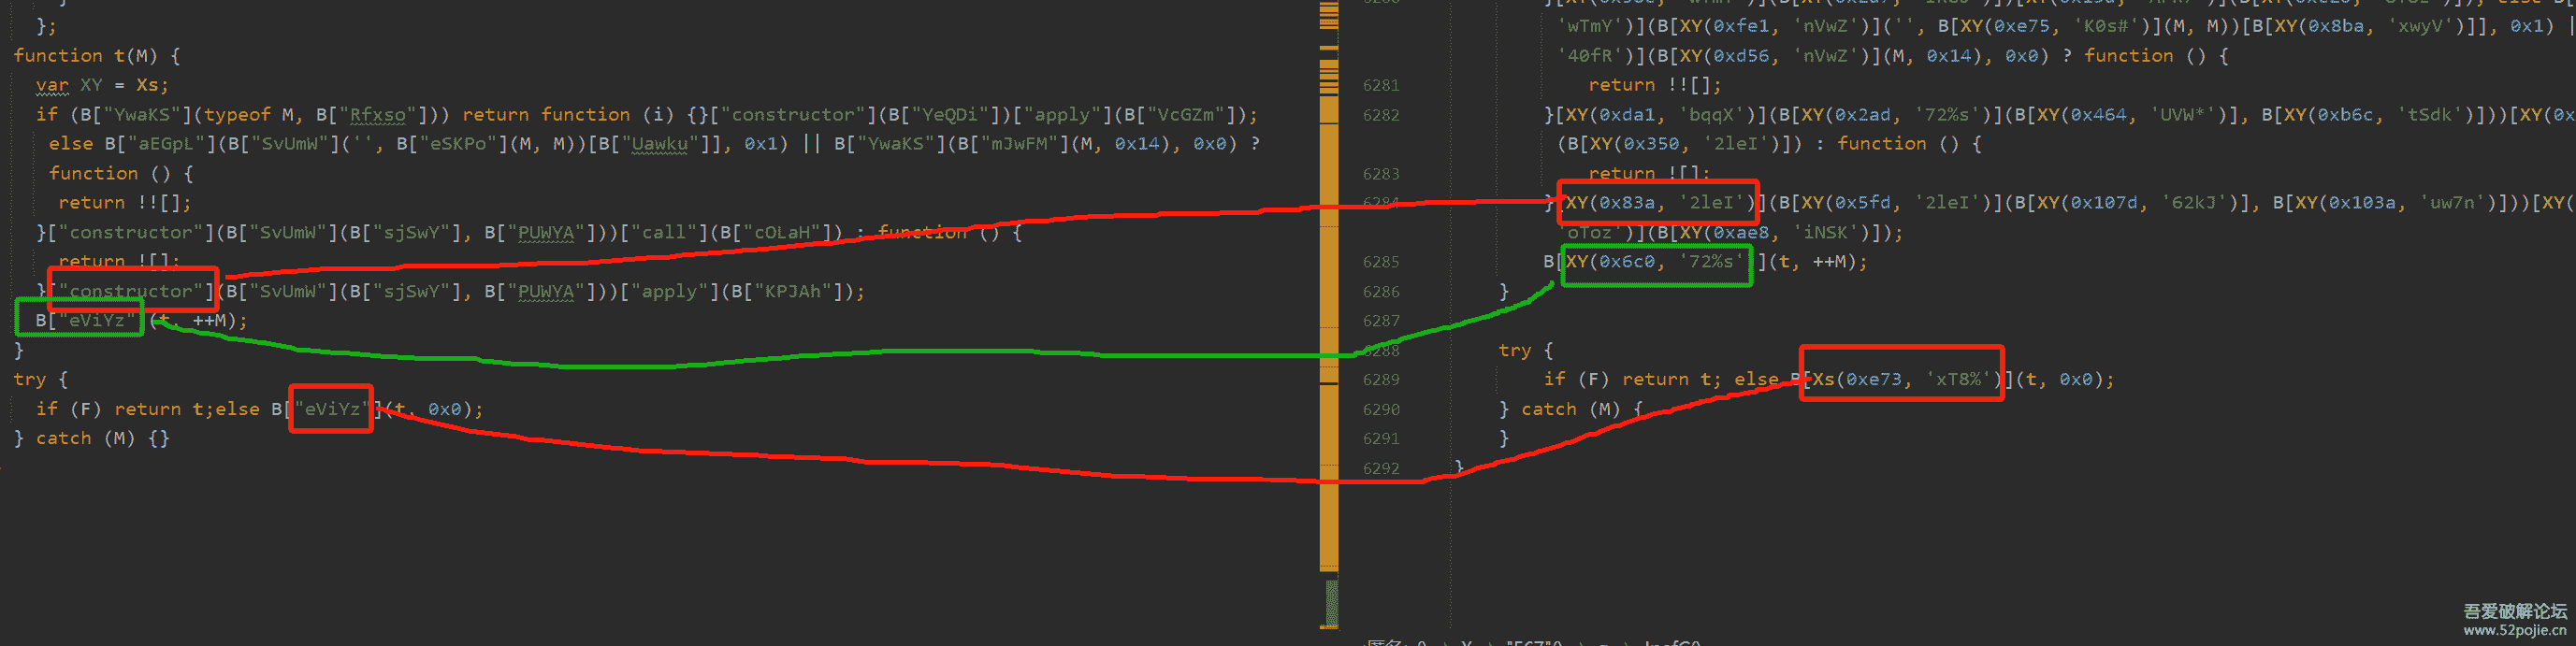 };
function t(M) {
var XY = Xs;
if (B["YwaKS"](typeof M, B["Rfxso"])) return function (i) {}["constructor"](B["YeQDi"])["apply"](B["VcGZm"]);
else B["aEGpL"](B["SvUmW"]('', B["eSKPo"](M, M))[B["Uawku"]], 0x1) || B["YwaKS"](B["mJwFM"](M, 0x14), 0x0) ?
function () {
return !![];
}["constructor"](B["SvUmW"](B["sjSwY"], B["PUWYA"]))["call"](B["cOLaH"]) : function () {
return ![];
}["constructor"](B["SvUmW"](B["sjSwY"], B["PUWYA"]))["apply"](B["KPJAh"]);
B["eViYz"](t, ++M);
}
try {
if (F) return t;else B["eViYz"](t, 0x0);
} catch (M) {}
'wTmY')](B[XY(0xfe1, 'nVwZ')]('', B[XY(0xe75, 'K0s#')](M, M))[B[XY(0x8ba, 'xwyV')]], 0x1) |
'40fR')](B[XY(0xd56, 'nVwZ')](M, 0x14), 0x0) ? function () {
6281 return !![];
6282 }[XY(0xda1, 'bqqX')](B[XY(0x2ad, '72%s')](B[XY(0x464, 'UVW*')], B[XY(0xb6c, 'tSdk')]))[XY(0x
(B[XY(0x350, '2leI')]) : function () {
6283 return ![];
6284 }[XY(0x83a, '2leI')](B[XY(0x5fd, '2leI')](B[XY(0x107d, '62kJ')], B[XY(0x103a, 'uw7n')]))[XY(
'oToz')](B[XY(0xae8, 'iNSK')]);
6285 B[XY(0x6c0, '72%s')](t, ++M);
6286 }
6287
6288 try {
6289 if (F) return t; else B[Xs(0xe73, 'xT8%')](t, 0x0);
6290 } catch (M) {
6291 }
6292 }
吾爱破解论坛
www.52pojie.cn